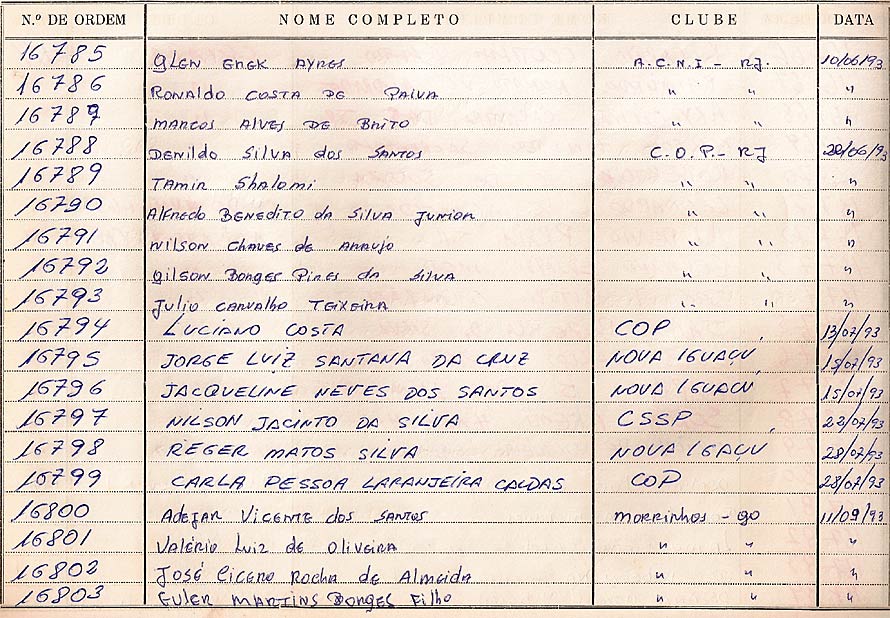 N.º DE ORDEM NOME COMPLETO CLUBE DATA
16785 GLEN EREK AYRES A.C.N.I - RJ. 10/06/93
16786 RONALDO COSTA DE PAIVA " " "
16787 MARCOS ALVES DE BRITO " " "
16788 DENILDO SILVA dos SANTOS C.O.P. - RJ /06/93
16789 TAMIR Shalomi " " "
16790 Alfredo BENEDITO da SILVA JUNIOR " " "
16791 WILSON CHAVES de ARAUJO " " "
16792 GILSON Borges Pires da SILVA " " "
16793 Julio CARVALHO TEIXEIRA " " "
16794 LUCIANO COSTA COP 13/07/93
16795 JORGE LUIZ SANTANA DA CRUZ NOVA IGUAÇU 15/07/93
16796 JACQUELINE NEVES DOS SANTOS NOVA IGUAÇU 15/07/93
16797 NILSON JACINTO DA SILVA CSSP 22/07/93
16798 REGER MATOS SILVA NOVA IGAÇU 28/07/93
16799 CARLA PESSOA LARANJEIRA CALDAS COP 28/07/93
16800 ADEJAR VICENTE dos SANTOS morrinhos - GO 11/09/93
16801 Valério Luiz de Oliveira " " "
16802 José Cicero Rocha de Almeida " " "
16803 EULER MARTINS Borges Filho " " "